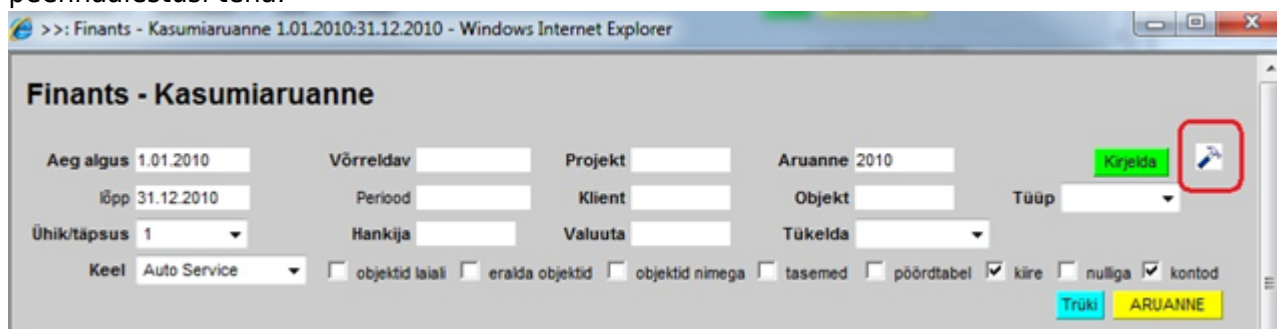 peenhäälestusi teha.
>>: Finants - Kasumiaruanne 1.01.2010:31.12.2010 - Windows Internet Explorer
Finants - Kasumiaruanne
Aeg algus 1.01.2010 Võrreldav Projekt Aruanne 2010 Kirjelda
lõpp 31.12.2010 Periood Klient Objekt Tüüp
Ühik/täpsus 1 Hankija Valuuta Tükelda
Keel Auto Service objektid laiali eralda objektid objektid nimega tasemed pöördtabel kiire nulliga kontod
Trüki ARUANNE